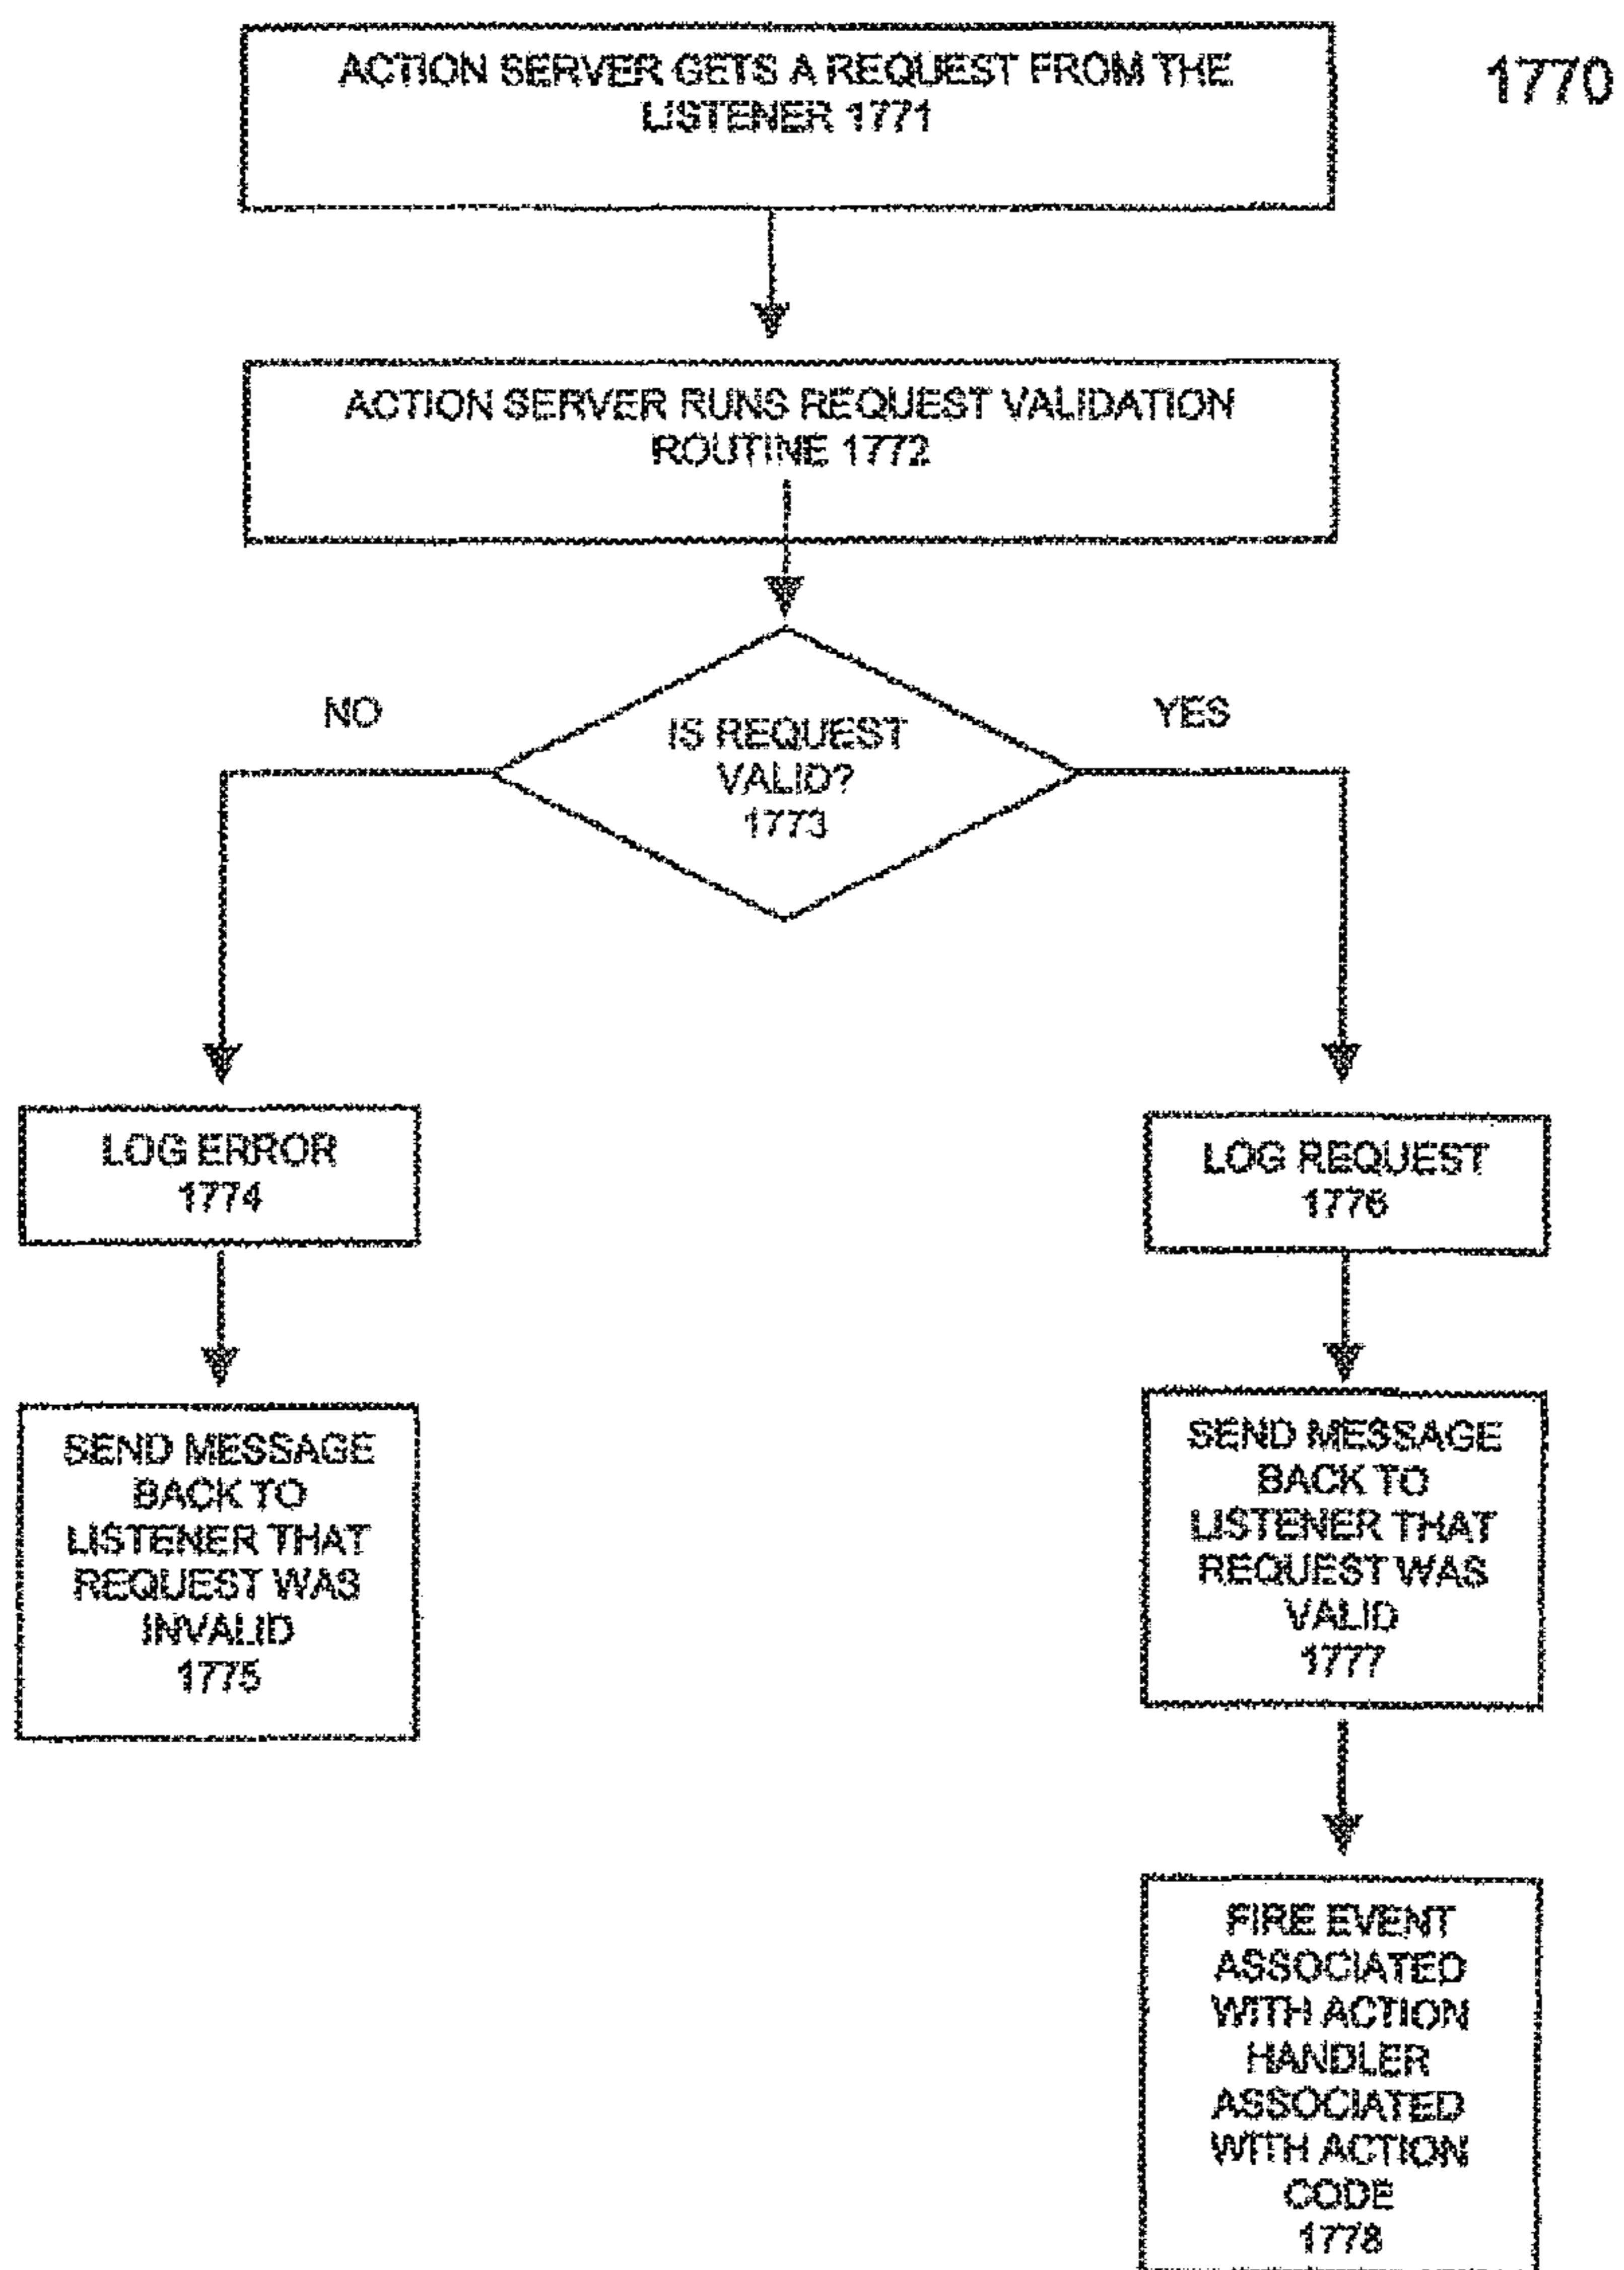 ACTION SERVER GETS A REQUEST FROM THE
LISTENER 1771
1770
ACTION SERVER RUNS REQUEST VALIDATION
ROUTINE 1772
NO
YES
IS REQUEST
VALID?
1773
LOG ERROR
1774
LOG REQUEST
1776
SEND MESSAGE
BACK TO
LISTENER THAT
REQUEST WAS
INVALID
1775
SEND MESSAGE
BACK TO
LISTENER THAT
REQUEST WAS
VALID
1777
FIRE EVENT
ASSOCIATED
WITH ACTION
HANDLER
ASSOCIATED
WITH ACTION
CODE
1778